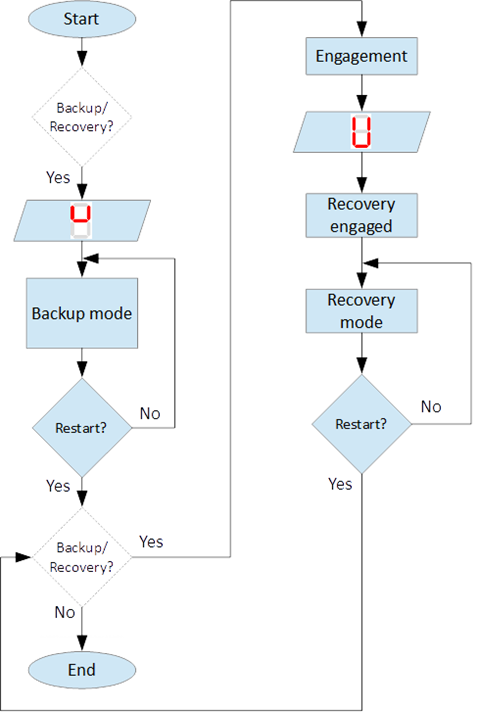 Start
Backup/
Recovery?
Yes
u
Backup mode
Restart?
No
Yes
Backup/
Recovery?
Yes
No
End
Engagement
U
Recovery
engaged
Recovery
mode
Restart?
No
Yes